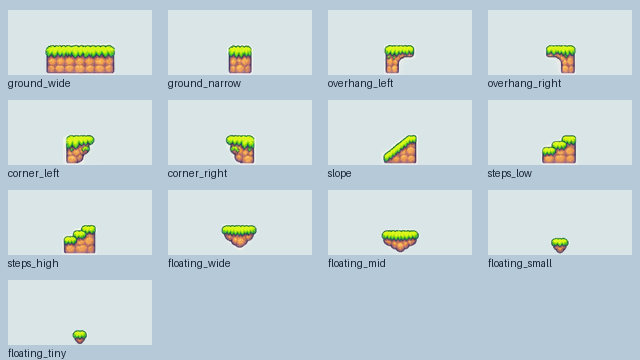 ground_wide
ground_narrow
overhang_left
overhang_right
corner_left
corner_right
slope
steps_low
steps_high
floating_wide
floating_mid
floating_small
floating_tiny